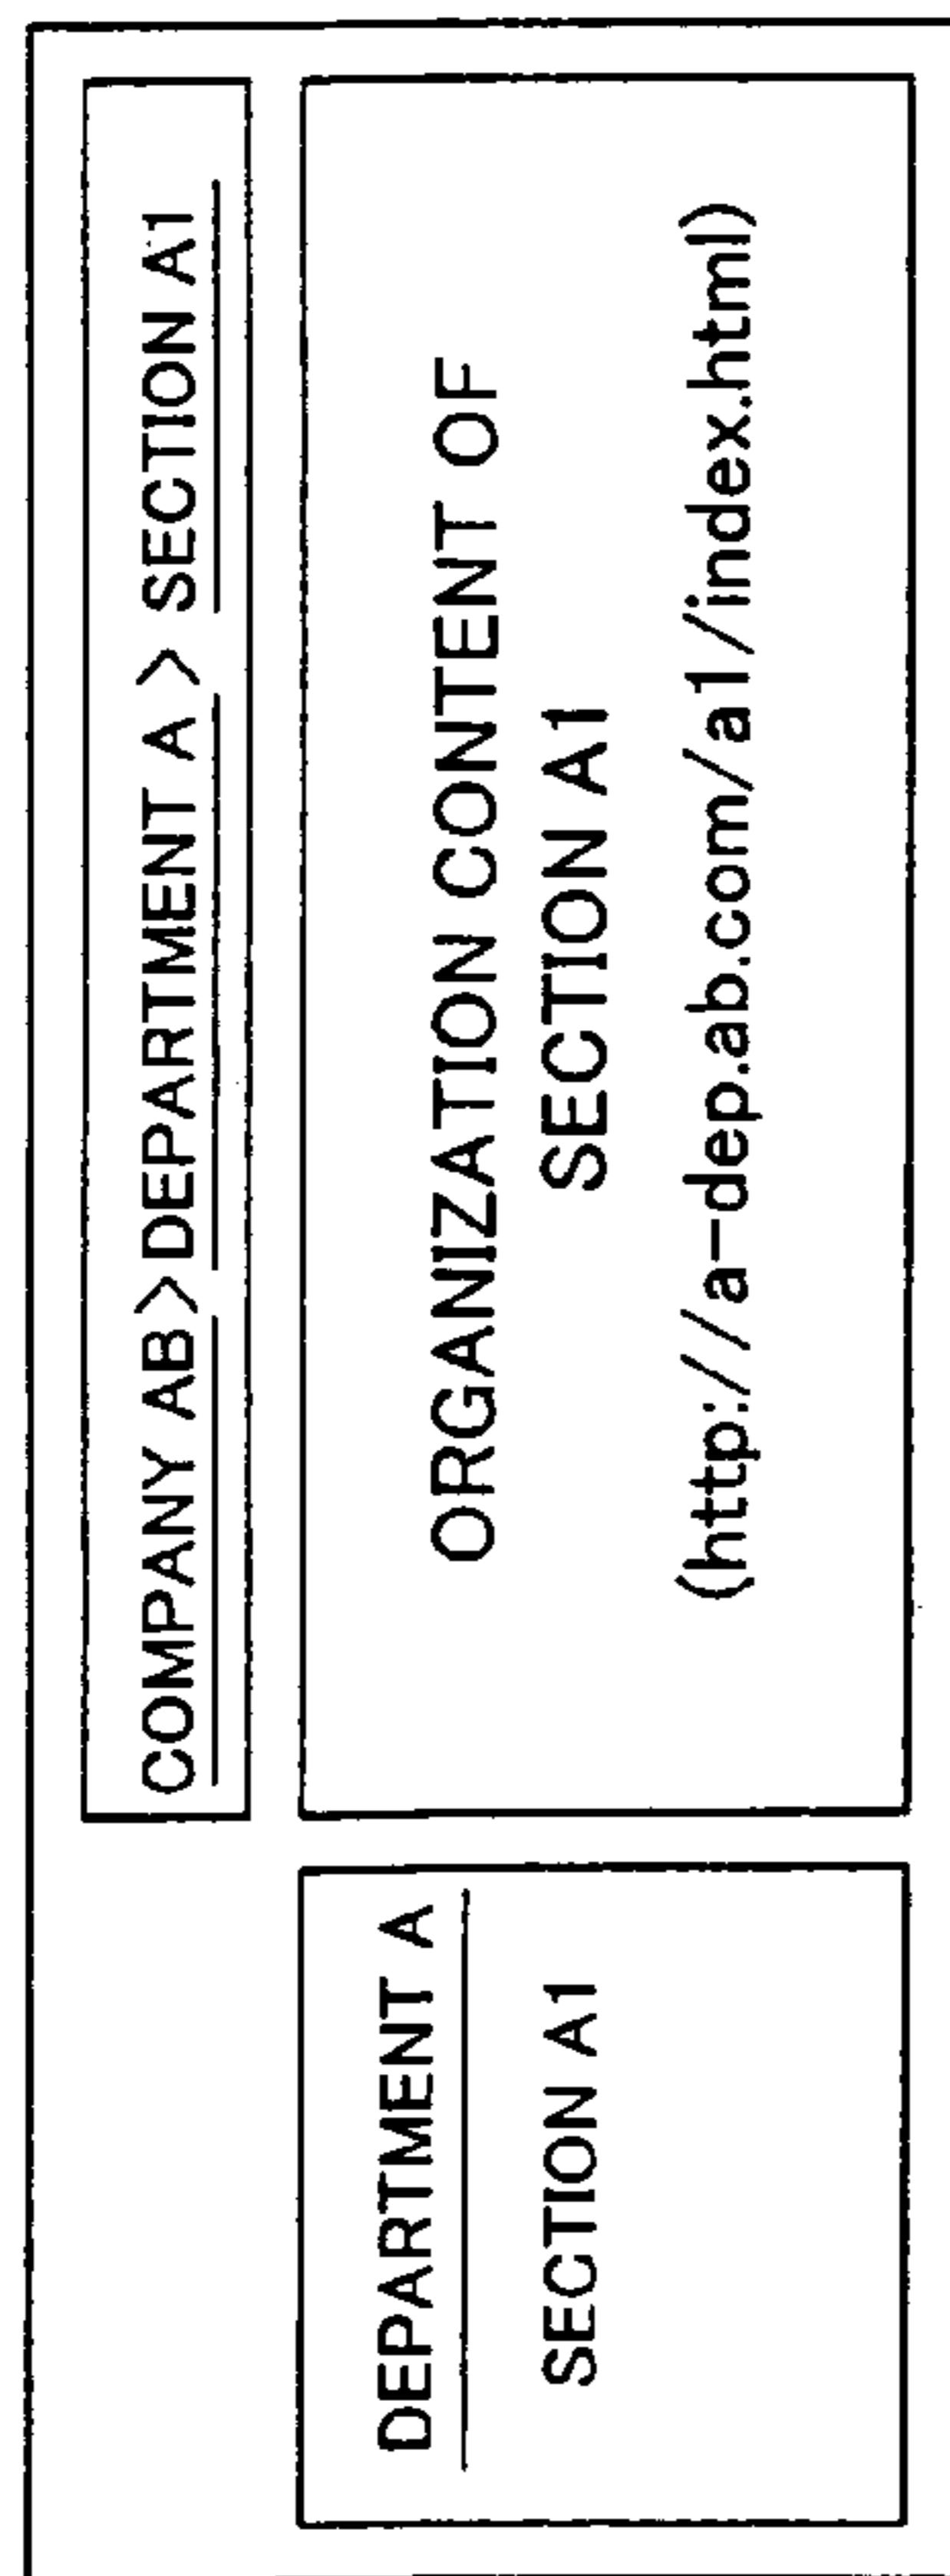 COMPANY AB>DEPARTMENT A > SECTION A1
DEPARTMENT A
SECTION A1
ORGANIZATION CONTENT OF
SECTION A1
(http://a-dep.ab.com/a1/index.html)